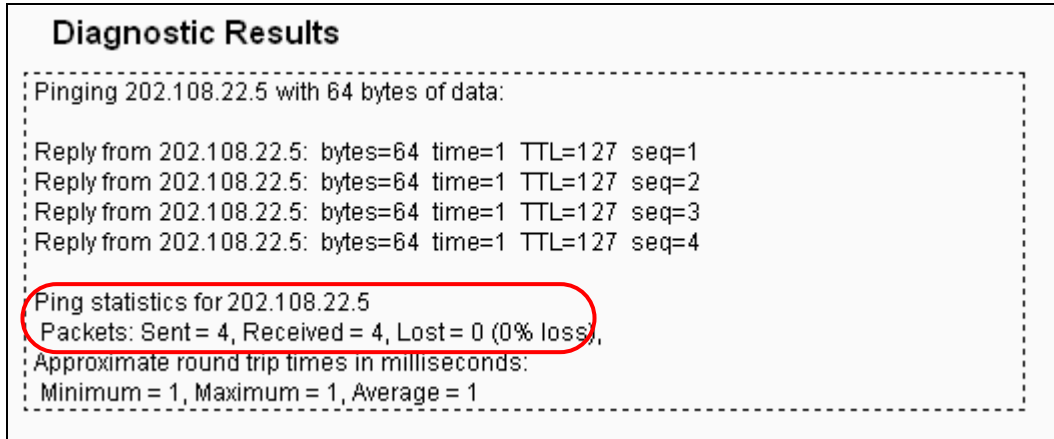 Diagnostic Results
Pinging 202.108.22.5 with 64 bytes of data:
Reply from 202.108.22.5: bytes=64 time=1 TTL=127 seq=1
Reply from 202.108.22.5: bytes=64 time=1 TTL=127 seq=2
Reply from 202.108.22.5: bytes=64 time=1 TTL=127 seq=3
Reply from 202.108.22.5: bytes=64 time=1 TTL=127 seq=4
Ping statistics for 202.108.22.5
Packets: Sent = 4, Received = 4, Lost = 0 (0% loss),
Approximate round trip times in milliseconds:
Minimum = 1, Maximum = 1, Average = 1